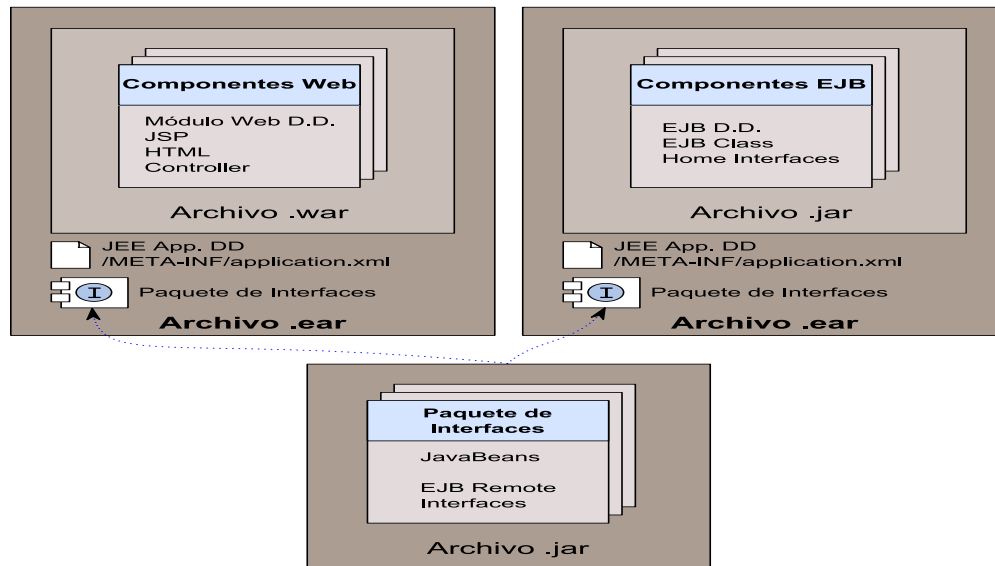 Componentes Web
Módulo Web D.D.
JSP
HTML
Controller
Archivo .war
JEE App. DD
/META-INF/application.xml
I
Paquete de Interfaces
Archivo .ear
Componentes EJB
EJB D.D.
EJB Class
Home Interfaces
Archivo .jar
JEE App. DD
/META-INF/application.xml
I
Paquete de Interfaces
Archivo .ear
Paquete de
Interfaces
JavaBeans
EJB Remote
Interfaces
Archivo .jar